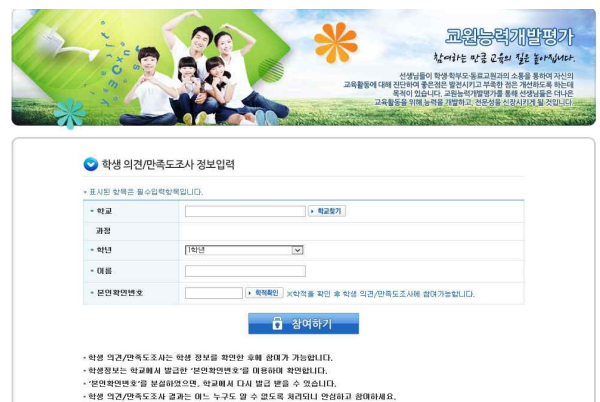 교원능력개발평가
참여하는 만큼 교육의 질은 높아집니다.
선생님들이 학생·학부모·동료교원과의 소통을 통하여 자신의
교육활동에 대해 진단하여 좋은점은 발전시키고 부족한 점은 개선하도록 하는데
목적이 있습니다. 교원능력개발평가를 통해 선생님들은 더나은
교육활동을 위해 능력을 개발하고, 전문성을 신장시키게 될 것입니다.
학생 의견/만족도조사 정보입력
* 표시된 항목은 필수입력항목입니다.
* 학교 학교찾기
과정
* 학년 1학년
* 이름
* 본인확인번호 학적확인 ※학적을 확인 후 학생 의견/만족도조사에 참여가능합니다.
참여하기
- 학생 의견/만족도조사는 학생 정보를 확인한 후에 참여가 가능합니다.
- 학생정보는 학교에서 발급한 '본인확인번호'를 이용하여 확인합니다.
- '본인확인번호'를 분실하였으면, 학교에서 다시 발급 받을 수 있습니다.
- 학생 의견/만족도조사 결과는 어느 누구도 알 수 없도록 처리되니 안심하고 참여하세요.